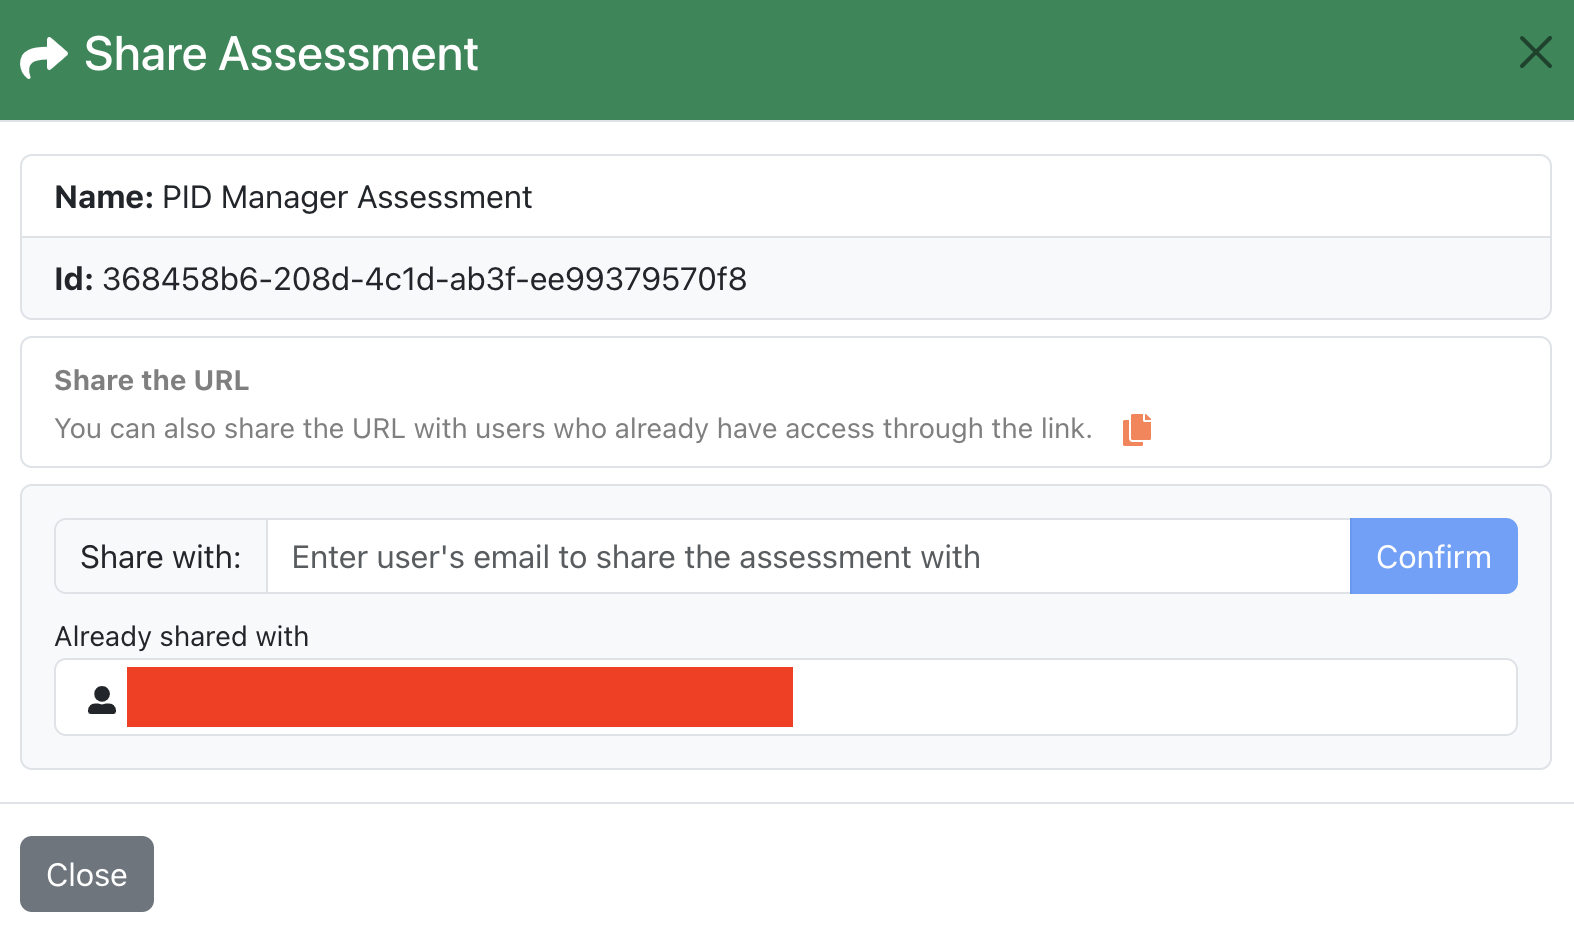 Share Assessment
Name: PID Manager Assessment
Id: 368458b6-208d-4c1d-ab3f-ee99379570f8
Share the URL
You can also share the URL with users who already have access through the link.
Share with: Enter user's email to share the assessment with Confirm
Already shared with
Close